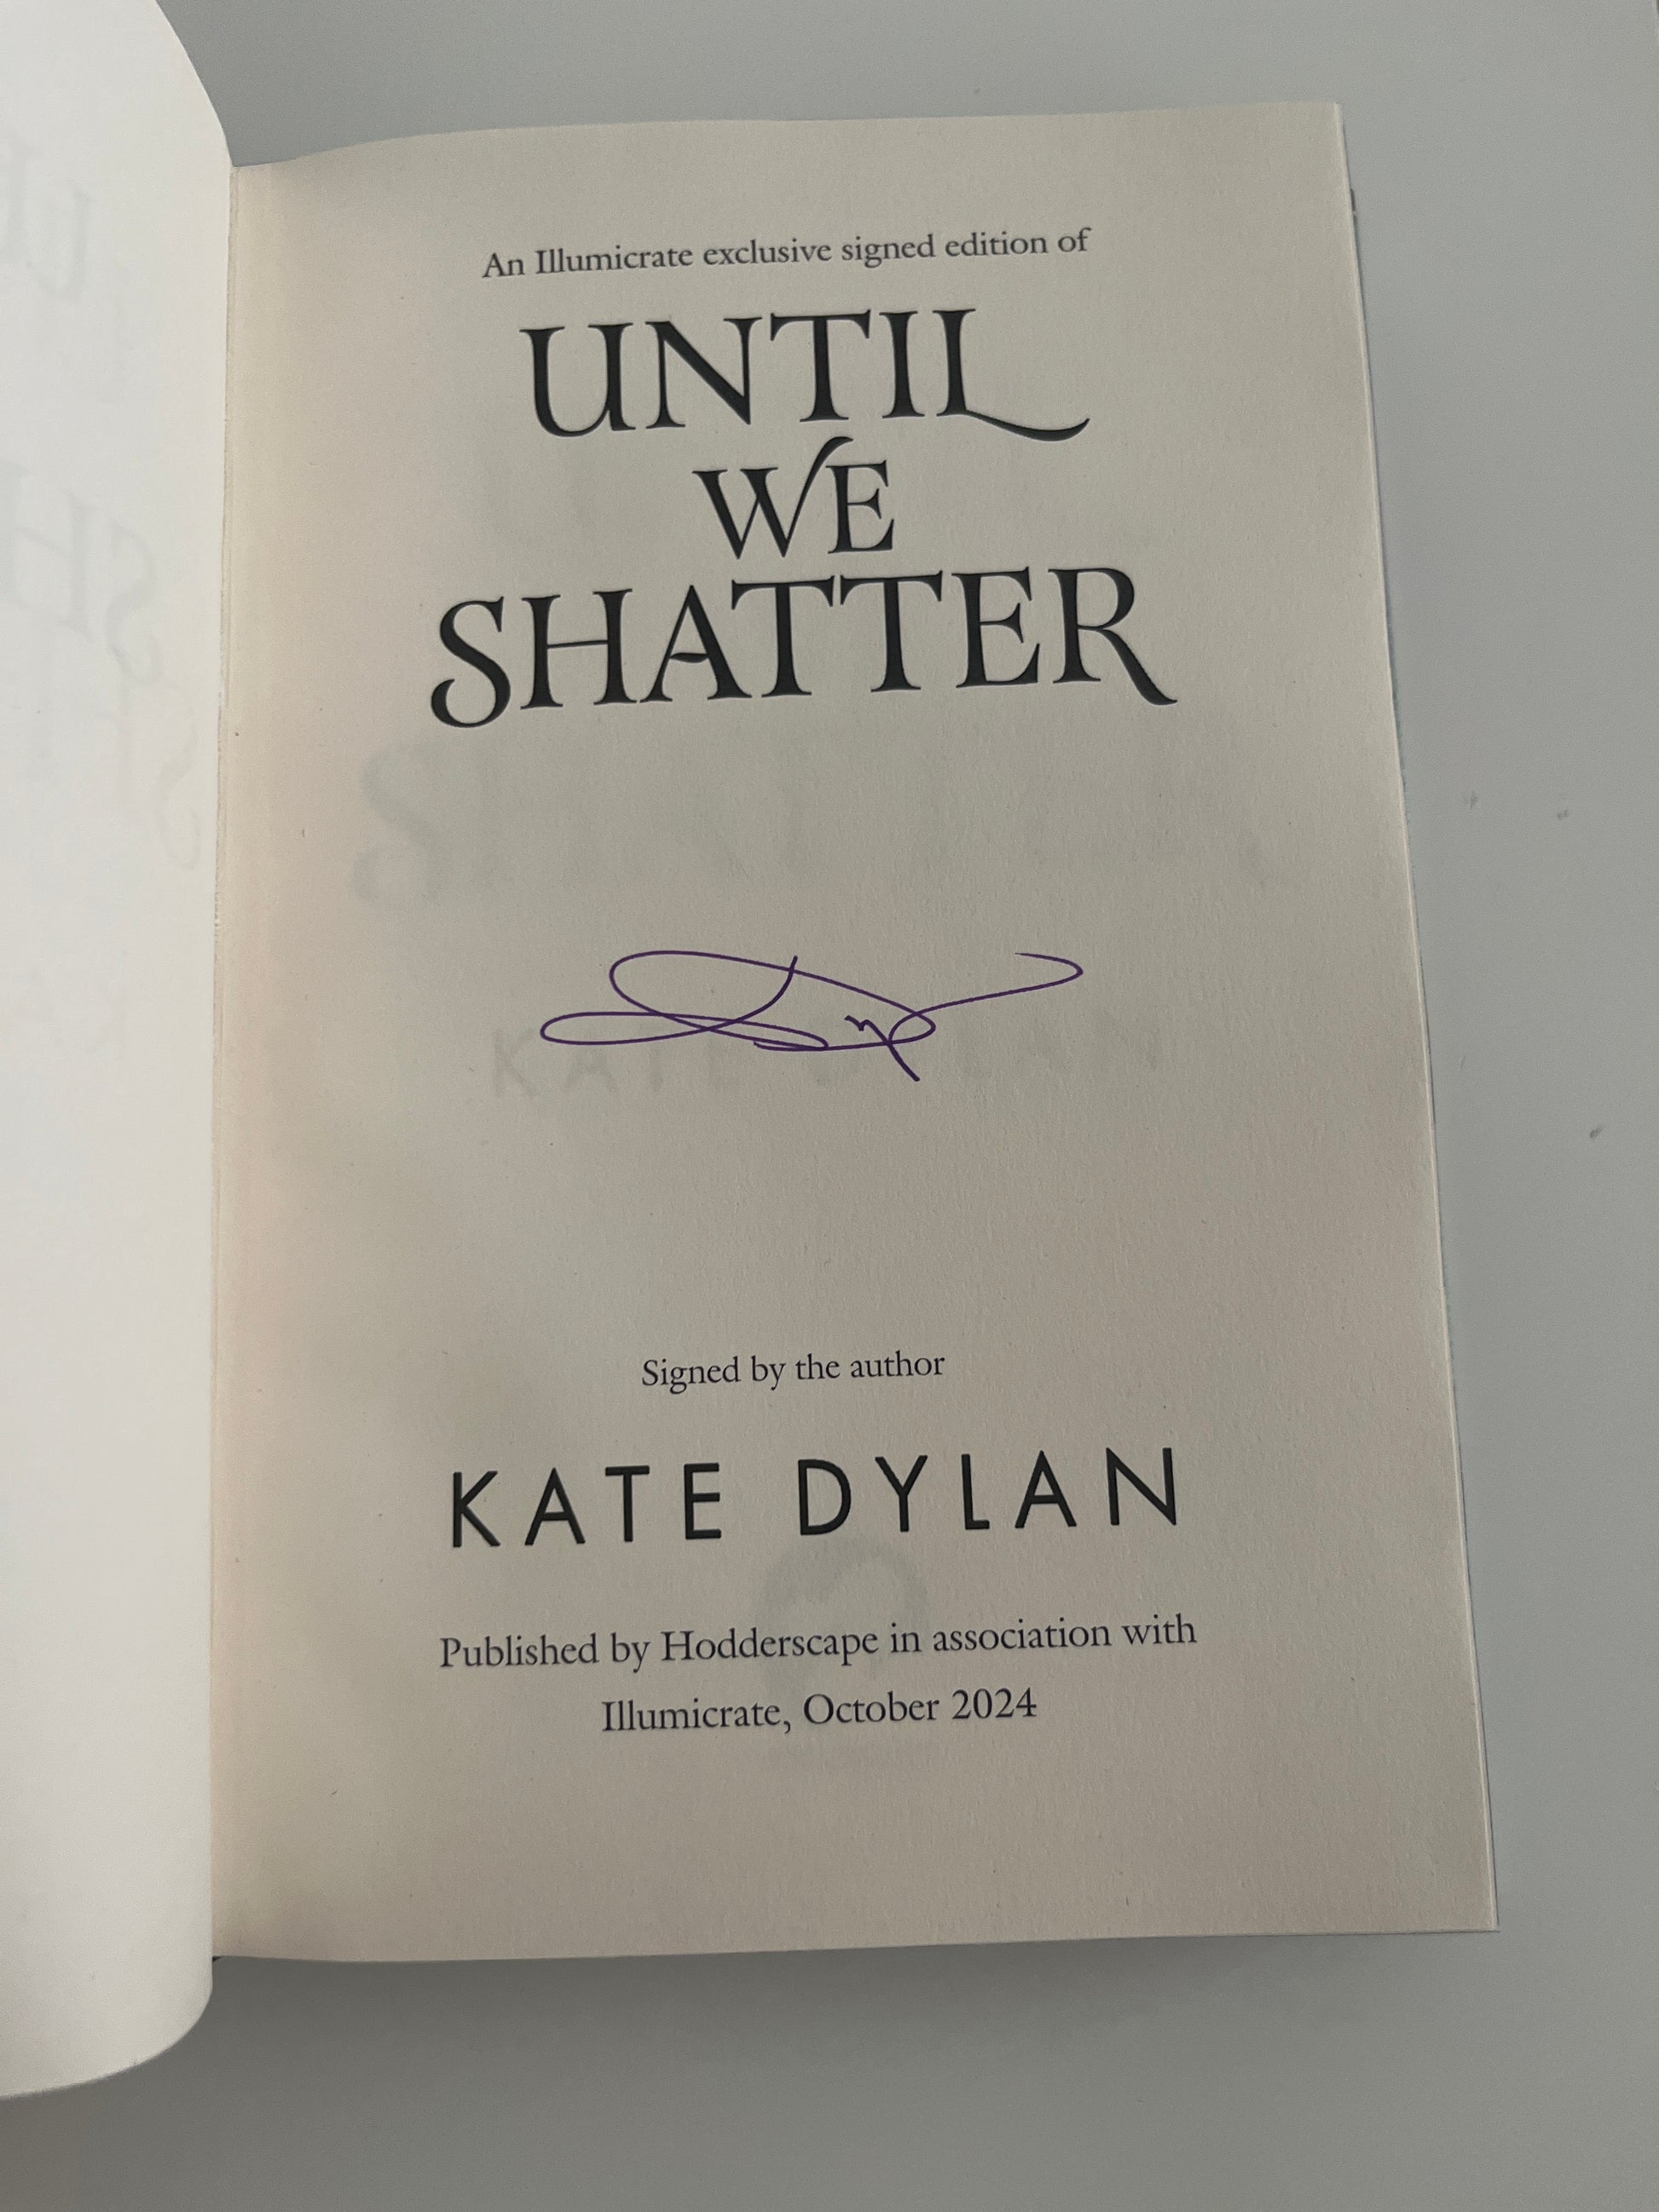 An Illumicrate exclusive signed edition of
UNTIL
WE
SHATTER
Signed by the author
KATE DYLAN
Published by Hodderscape in association with
Illumicrate, October 2024